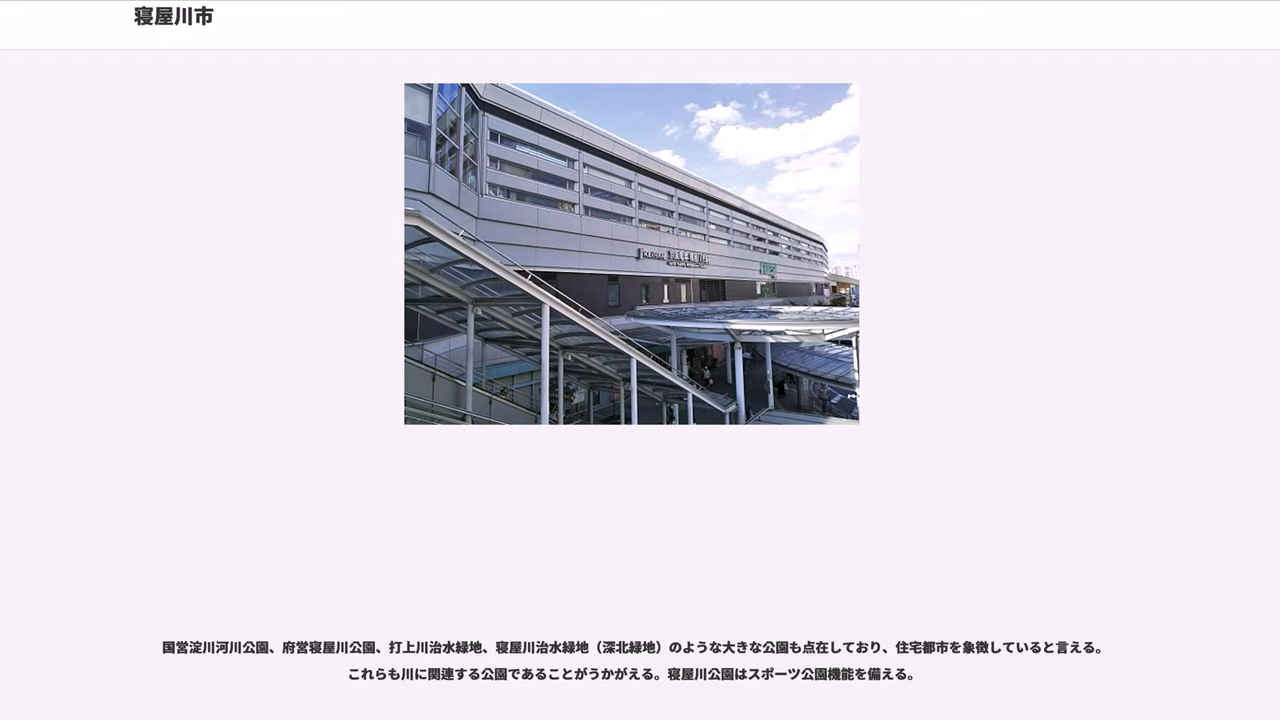 寝屋川市
国営淀川河川公園、府営寝屋川公園、打上川治水緑地、寝屋川治水緑地（深北緑地）のような大きな公園も点在しており、住宅都市を象徴していると言える。
これらも川に関連する公園であることがうかがえる。寝屋川公園はスポーツ公園機能を備える。